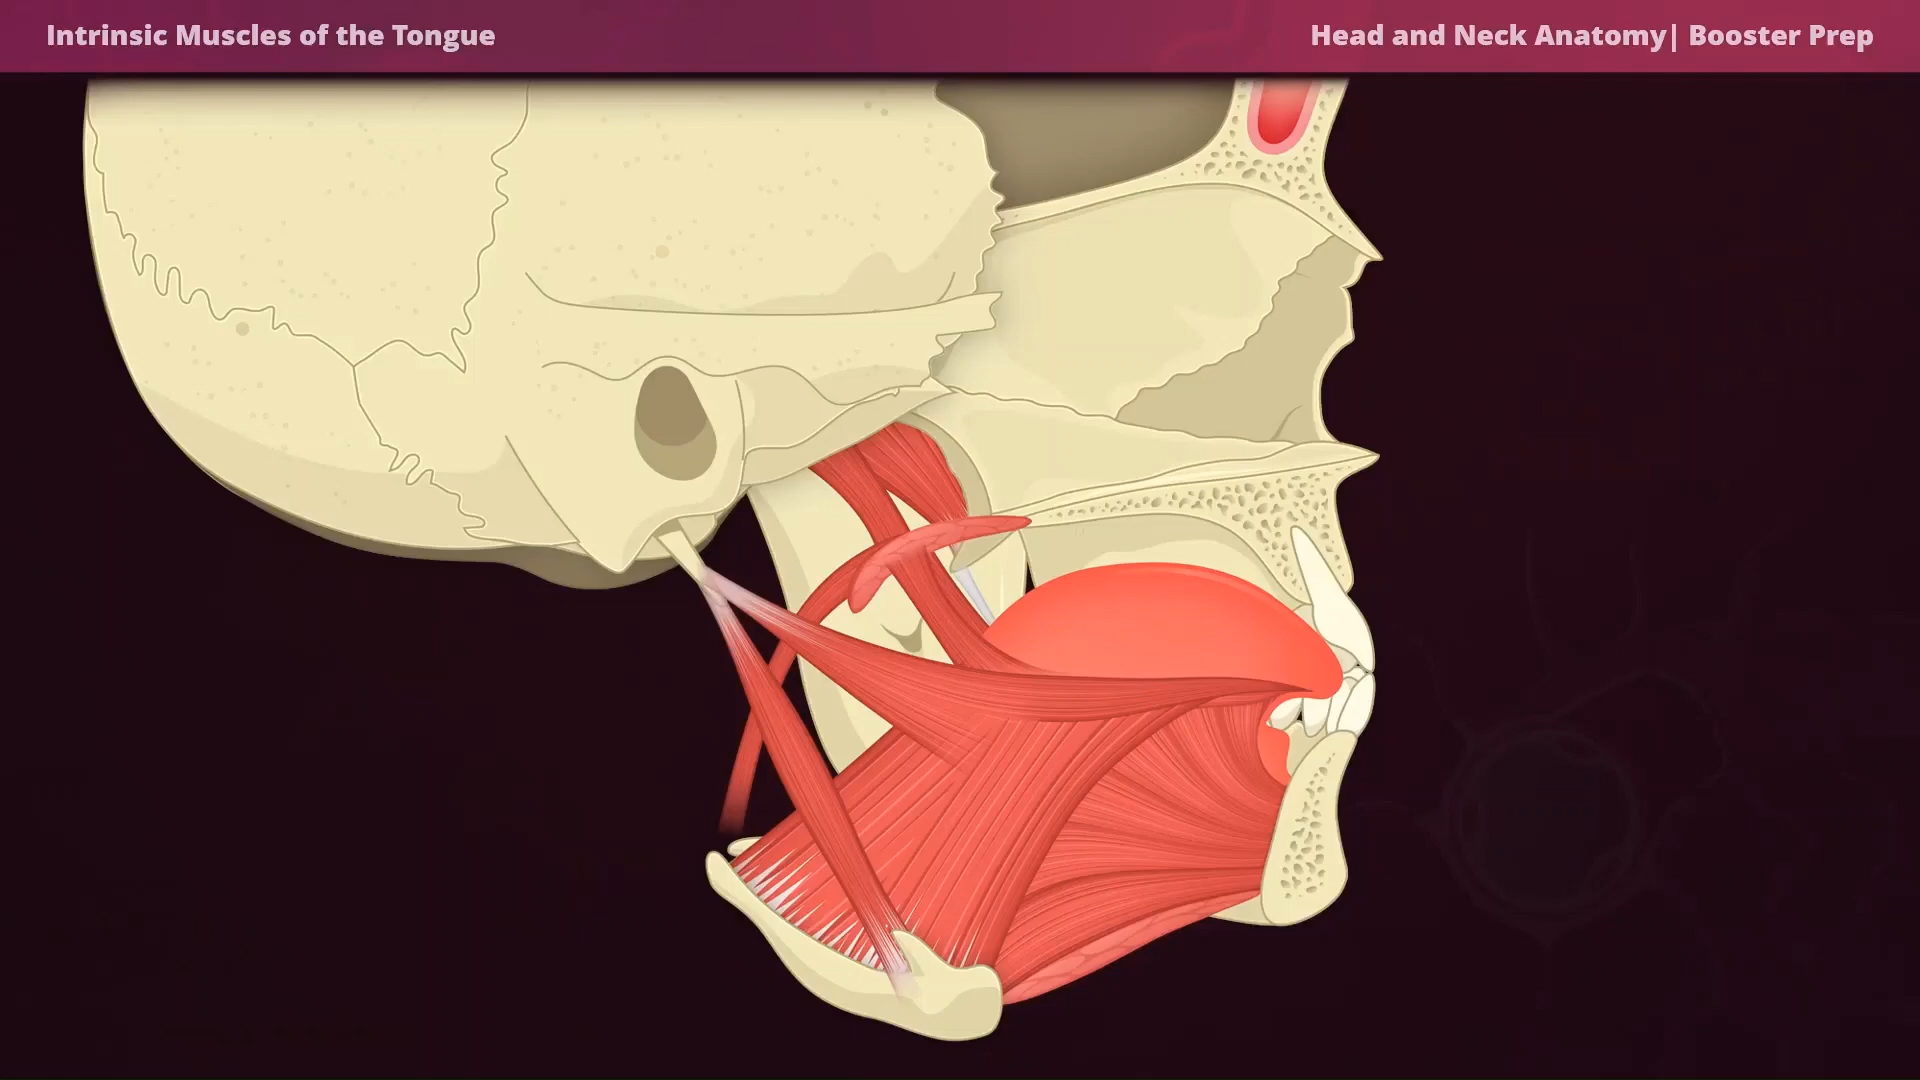 Intrinsic Muscles of the Tongue
Head and Neck Anatomy| Booster Prep